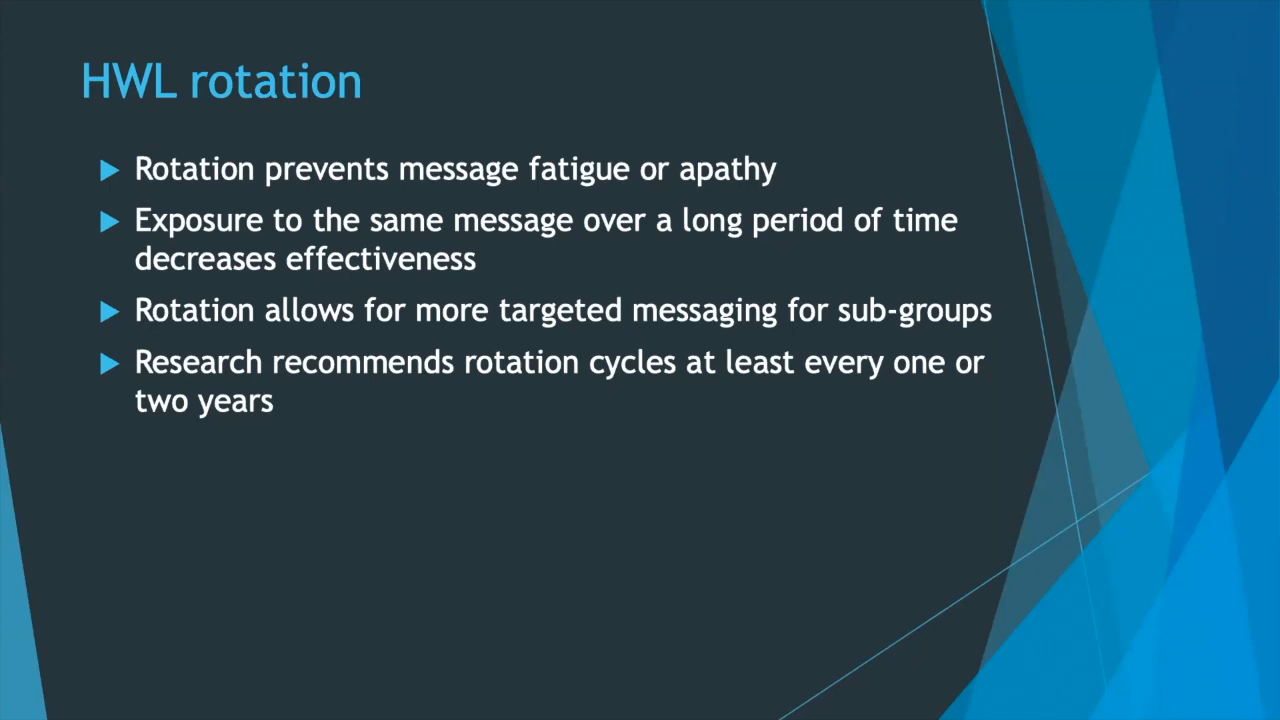 HWL rotation
Rotation prevents message fatigue or apathy
Exposure to the same message over a long period of time
decreases effectiveness
Rotation allows for more targeted messaging for sub-groups
Research recommends rotation cycles at least every one or
two years